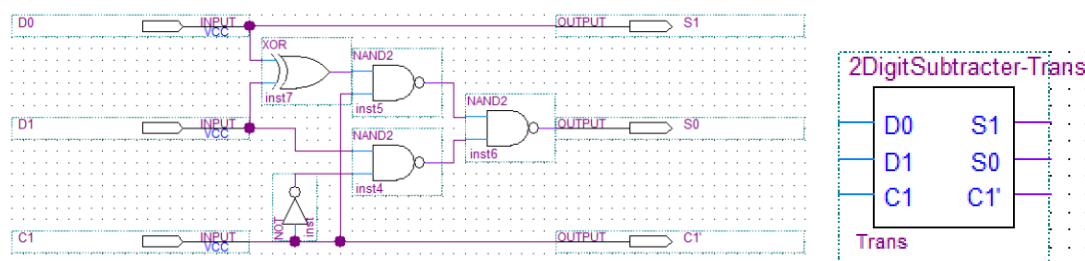 D0 INPUT VCC OUTPUT S1
XOR
inst7
NAND2
inst5
NAND2
inst6
D1 INPUT VCC OUTPUT S0
NAND2
inst4
NOT
inst
C1 INPUT VCC OUTPUT C1'
2DigitSubtracter-Trans
D0 S1
D1 S0
C1 C1'
Trans